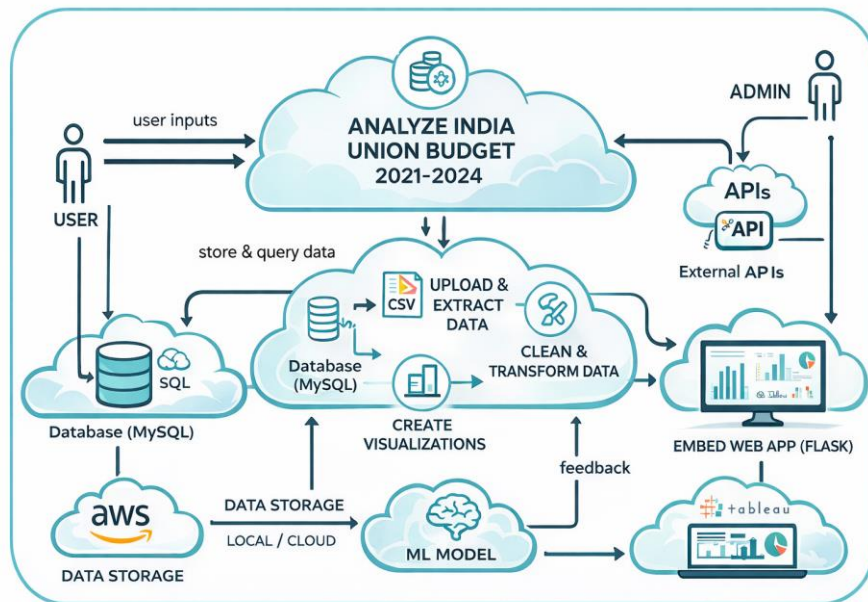 ANALYZE INDIA
UNION BUDGET
2021-2024
user inputs
USER
ADMIN
APIs
API
External APIs
store & query data
CSV
UPLOAD &
EXTRACT
DATA
Database
(MySQL)
CLEAN &
TRANSFORM DATA
CREATE
VISUALIZATIONS
SQL
Database (MySQL)
EMBED WEB APP (FLASK)
feedback
aws
DATA STORAGE
DATA STORAGE
LOCAL / CLOUD
ML MODEL
tableau